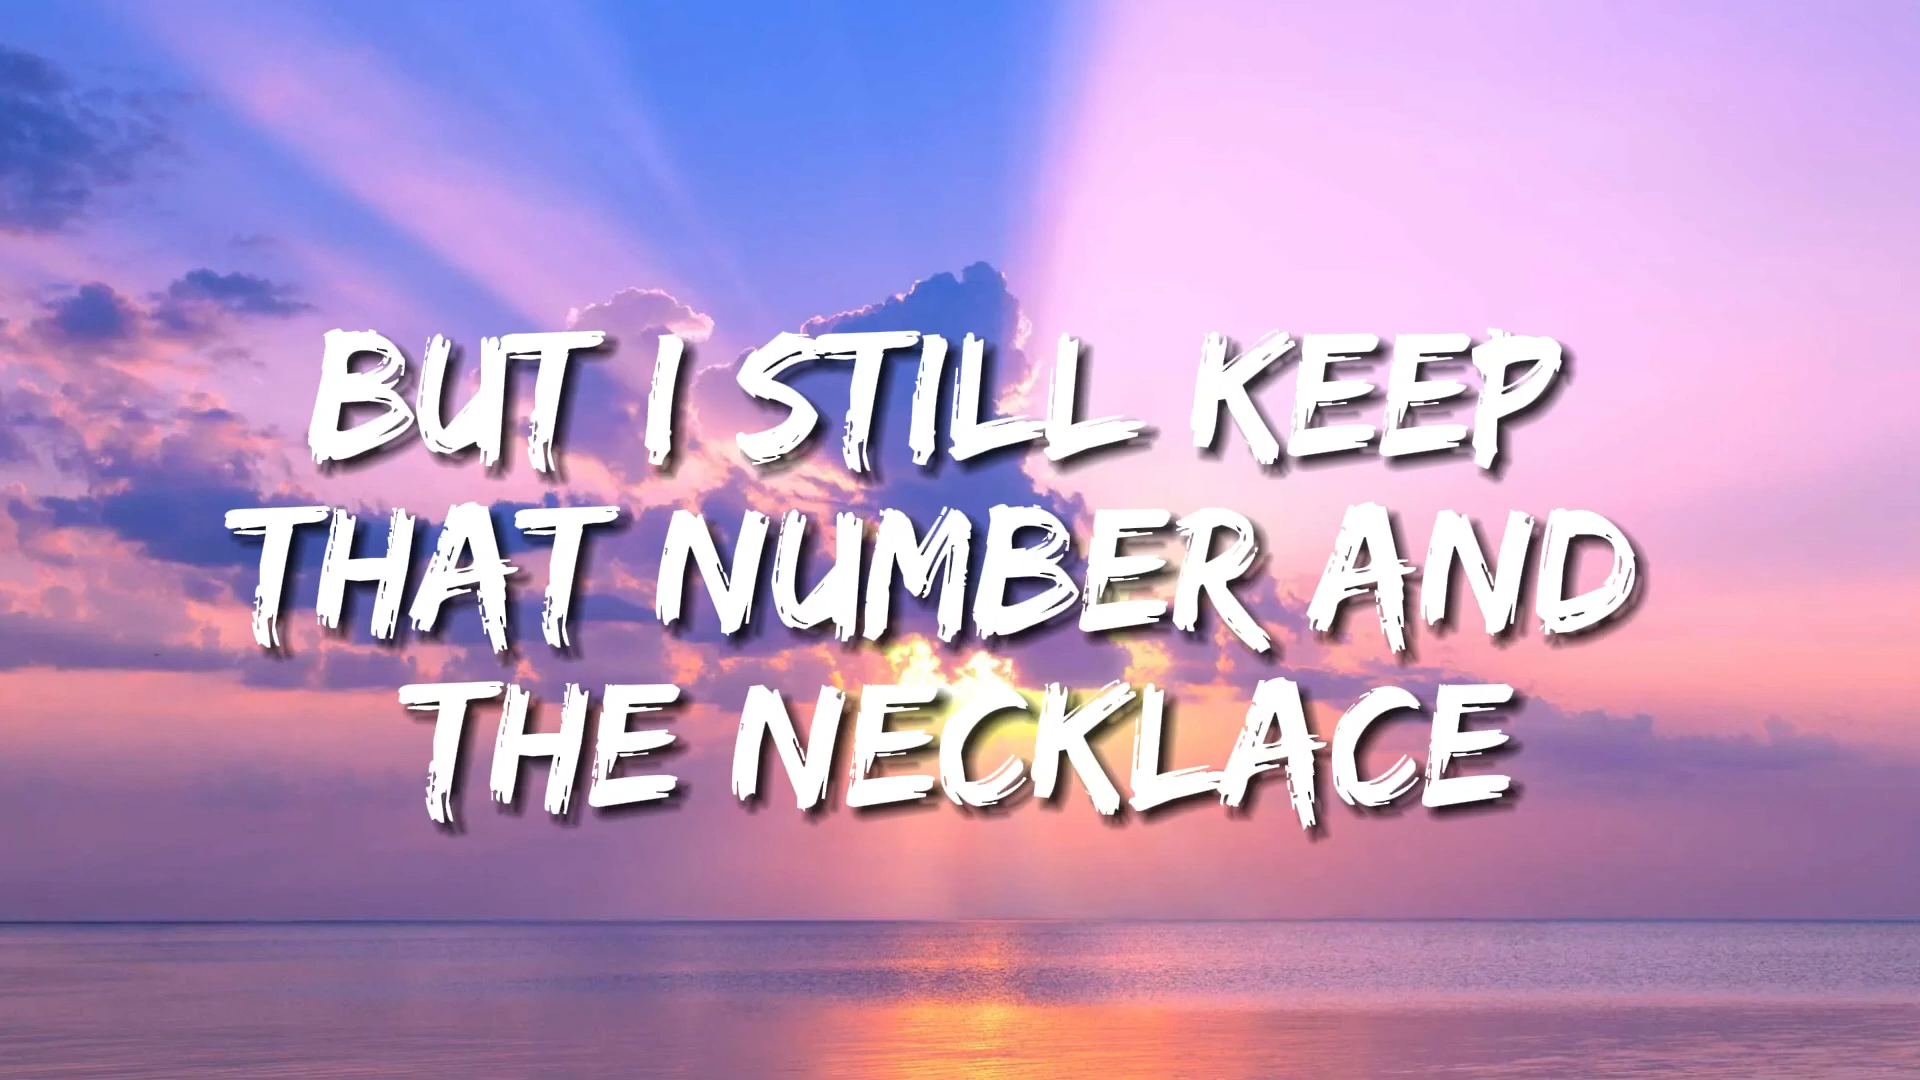 BUT I STILL KEEP
THAT NUMBER AND
THE NECKLACE